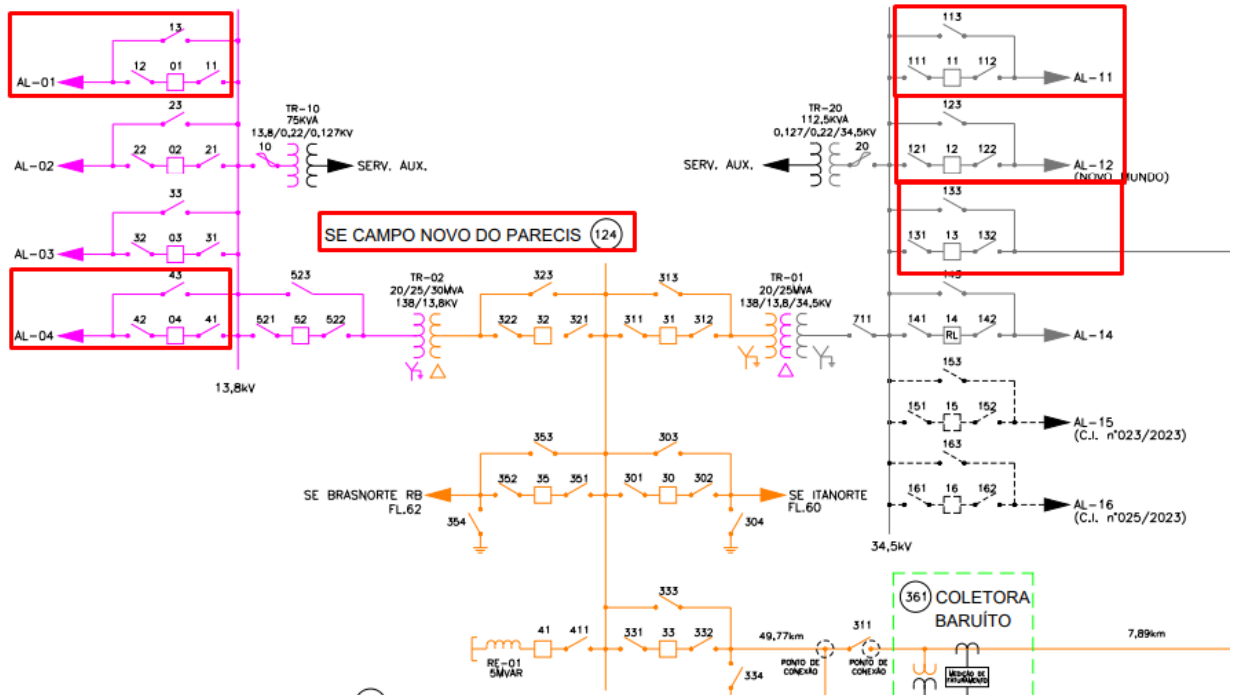 13
12 01 11
AL-01
23
22 02 21
AL-02
33
32 03 31
AL-03
43
42 04 41
AL-04
13,8kV
TR-10
75KVA
13,8/0,22/0,127KV
10
SERV. AUX.
523
521 52 522
TR-02
20/25/30MVA
138/13,8KV
SE CAMPO NOVO DO PARECIS 124
323
322 32 321
313
311 31 312
TR-01
20/25MVA
138/13,8/34,5KV
711
TR-20
112,5KVA
0,127/0,22/34,5KV
20
SERV. AUX.
113
111 11 112
AL-11
123
121 12 122
AL-12
(NOVO MUNDO)
133
131 13 132
143
141 14 142
RL
AL-14
153
151 15 152
AL-15
(C.I. n°023/2023)
163
161 16 162
AL-16
(C.I. n°025/2023)
34,5kV
353
352 35 351
SE BRASNORTE RB
FL.62
354
303
301 30 302
SE ITANORTE
FL.60
304
333
41 411
331 33 332
RE-01
5MVAR
334
49,77km
311
PONTO DE
CONEXÃO
PONTO DE
CONEXÃO
361 COLETORA
BARUÍTO
MEDIÇÃO DE
FATURAMENTO
7,89km